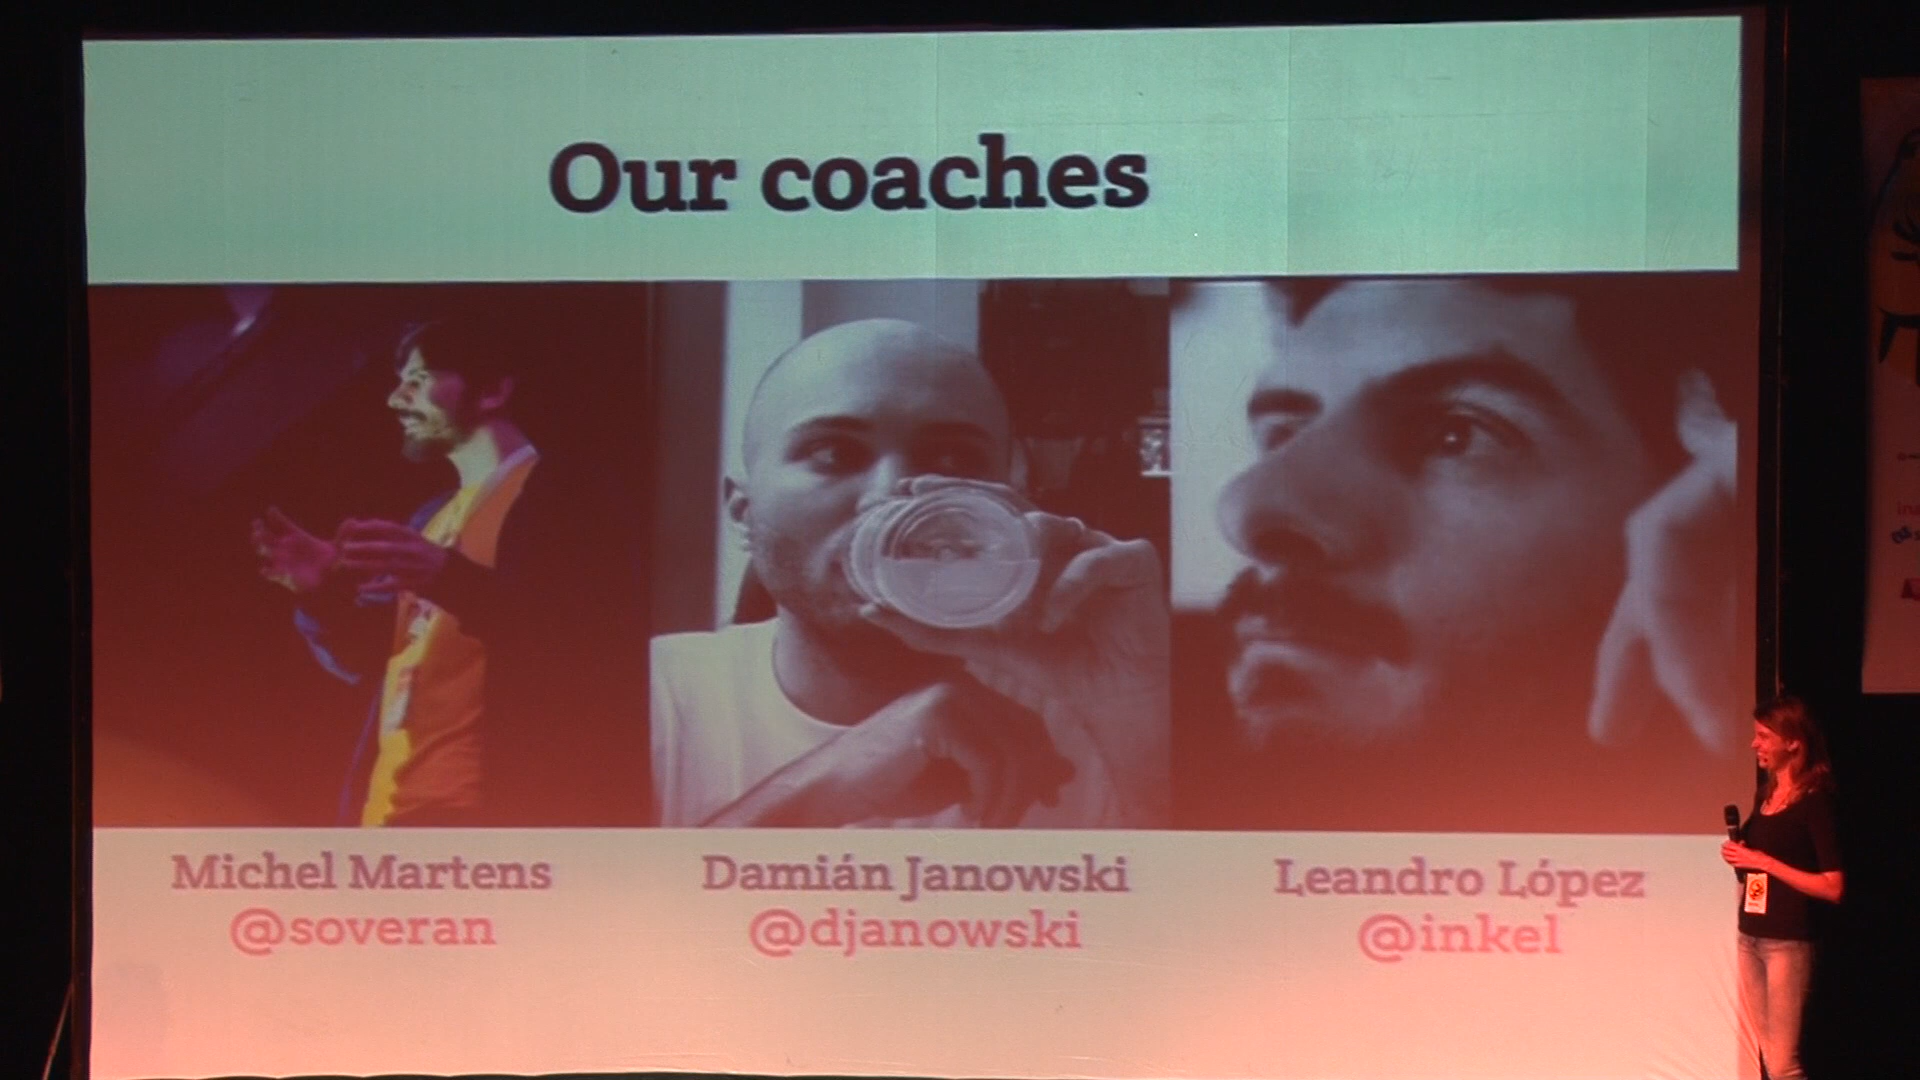 Our coaches
Michel Martens
@soveran
Damián Janowski
@djanowski
Leandro López
@inkel